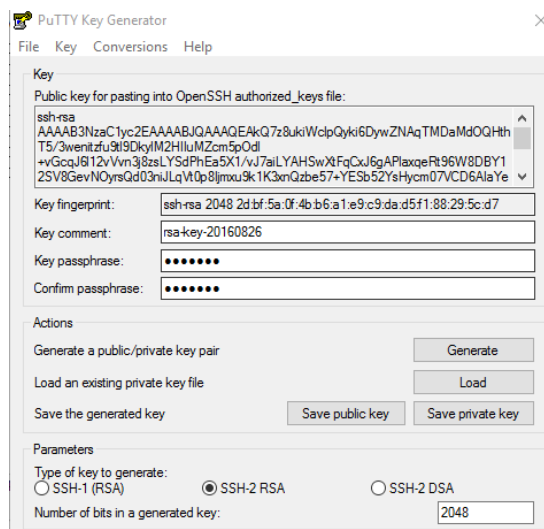 PuTTY Key Generator
File Key Conversions Help
Key
Public key for pasting into OpenSSH authorized_keys file:
ssh-rsa
AAAAB3NzaC1yc2EAAAABJQAAAQEAkQ7z8ukiWclpQyki6DywZNAqTMDaMdOQHth
T5/3wenitzfu9tl9DkylM2HlluMZcm5pOdl
+vGcqJ6l12vVvn3j8zsLYSdPhEa5X1/vJ7aiLYAHSwXtFqCxJ6gAPlaxqeRt96W8DBY1
2SV8GevNOyrsQd03niJLqVt0p8ljmxu9k1K3xnQzbe57+YESb52YsHycm07VCD6AlaYe
Key fingerprint: ssh-rsa 2048 2d:bf:5a:0f:4b:b6:a1:e9:c9:da:d5:f1:88:29:5c:d7
Key comment: rsa-key-20160826
Key passphrase: •••••••
Confirm passphrase: •••••••
Actions
Generate a public/private key pair Generate
Load an existing private key file Load
Save the generated key Save public key Save private key
Parameters
Type of key to generate:
SSH-1 (RSA) SSH-2 RSA SSH-2 DSA
Number of bits in a generated key: 2048